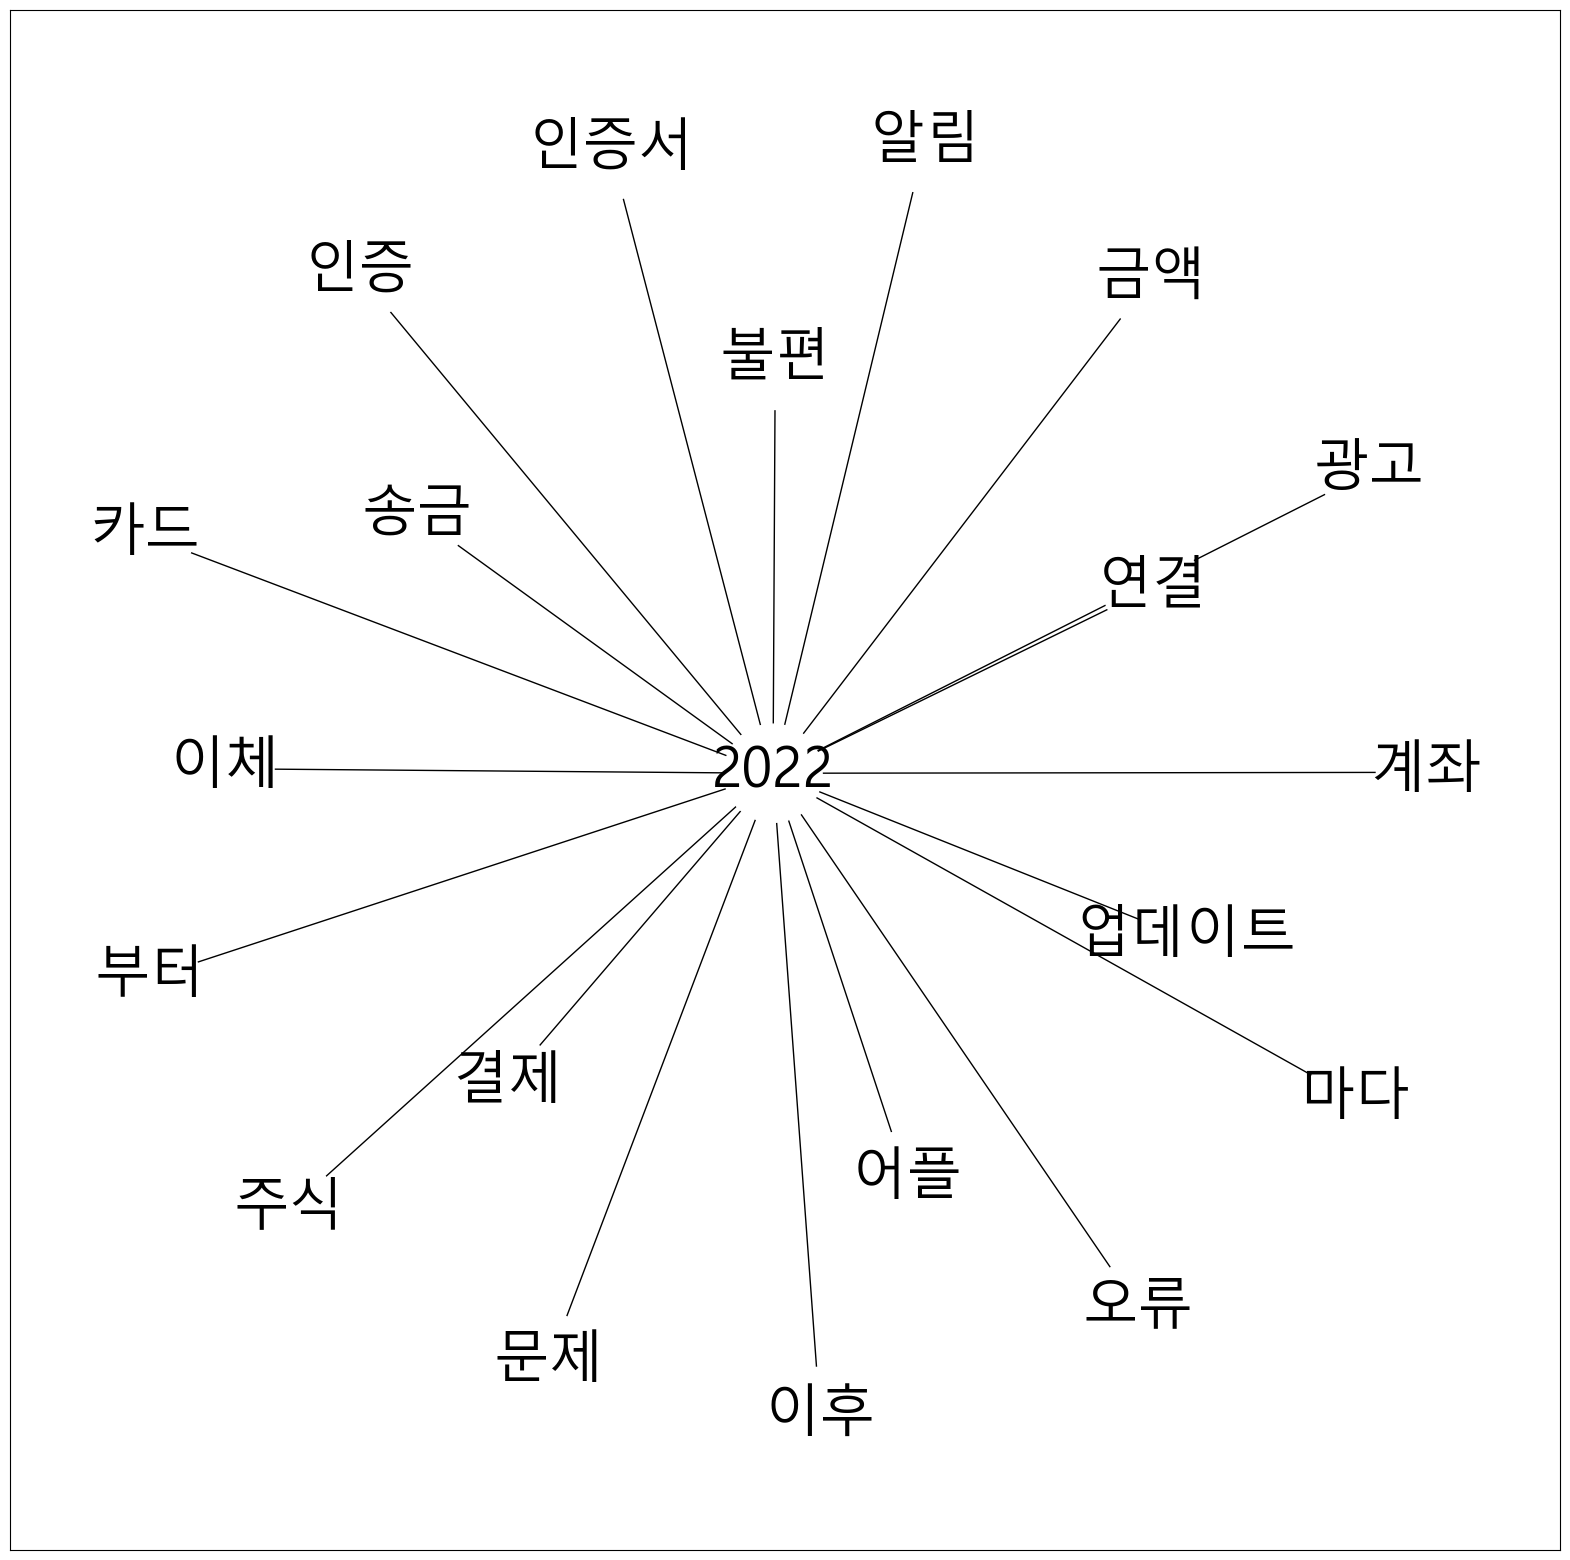 인증서
알림
인증
금액
불편
광고
송금
카드
연결
이체
2022
계좌
업데이트
부터
결제
마다
어플
주식
오류
문제
이후